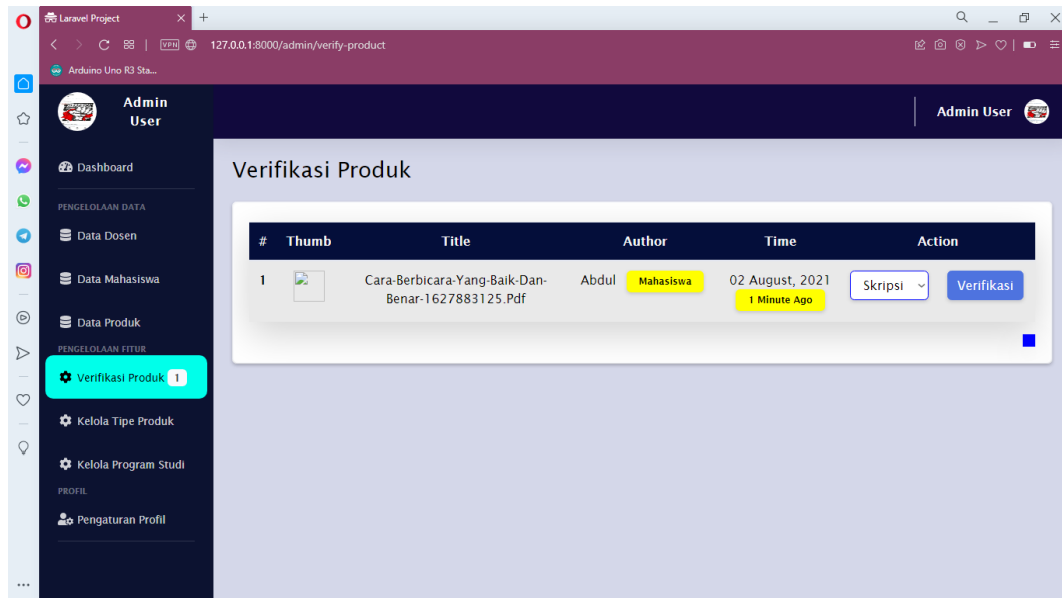 Laravel Project
VPN
127.0.0.1:8000/admin/verify-product
Arduino Uno R3 Sta...
Admin
User
Admin User
Dashboard
PENGELOLAAN DATA
Data Dosen
Data Mahasiswa
Data Produk
PENGELOLAAN FITUR
Verifikasi Produk 1
Kelola Tipe Produk
Kelola Program Studi
PROFIL
Pengaturan Profil
Verifikasi Produk
# Thumb Title Author Time Action
1 Cara-Berbicara-Yang-Baik-Dan-
Benar-1627883125.Pdf
Abdul Mahasiswa
02 August, 2021
1 Minute Ago
Skripsi
Verifikasi